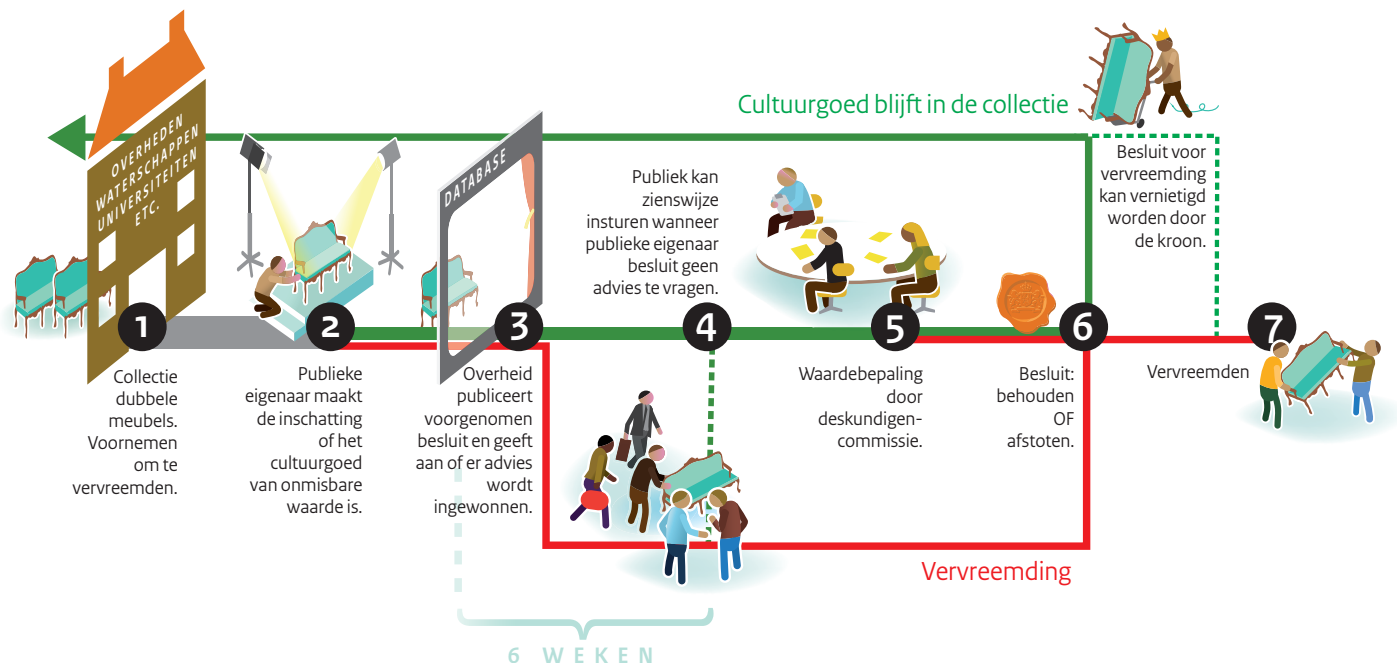 Cultuurgoed blijft in de collectie
OVERHEDEN
WATERSCHAPPEN
UNIVERSITEITEN
ETC.
DATABASE
Publiek kan
zienswijze
insturen wanneer
publieke eigenaar
besluit geen
advies te vragen.
Besluit voor
vervreemding
kan vernietigd
worden door
de kroon.
1
2
3
4
5
6
7
Collectie
dubbele
meubels.
Voornemen
om te
vervreemden.
Publieke
eigenaar maakt
de inschatting
of het
cultuurgoed
van onmisbare
waarde is.
Overheid
publiceert
voorgenomen
besluit en geeft
aan of er advies
wordt
ingewonnen.
Waardebepaling
door
deskundigen-
commissie.
Besluit:
behouden
OF
afstoten.
Vervreemden
Vervreemding
6 WEKEN